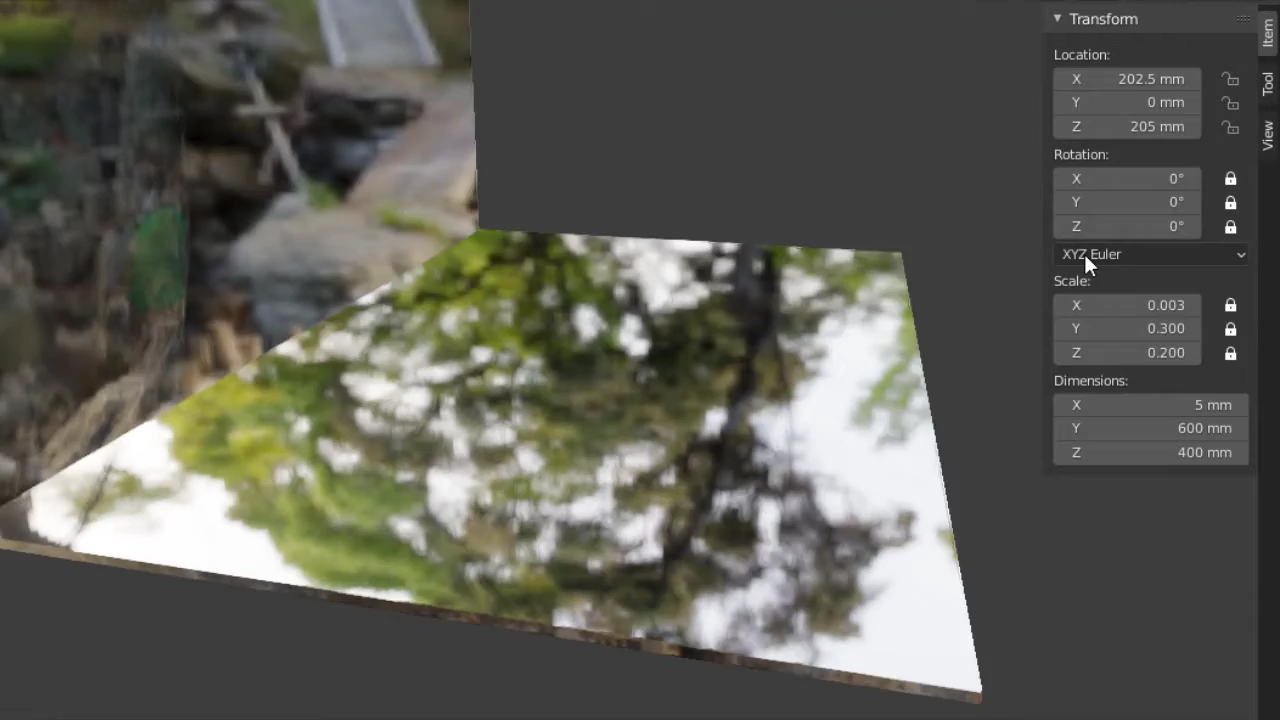 Transform
Location:
X 202.5 mm
Y 0 mm
Z 205 mm
Rotation:
X 0°
Y 0°
Z 0°
XYZ Euler
Scale:
X 0.003
Y 0.300
Z 0.200
Dimensions:
X 5 mm
Y 600 mm
Z 400 mm
Item
Tool
View